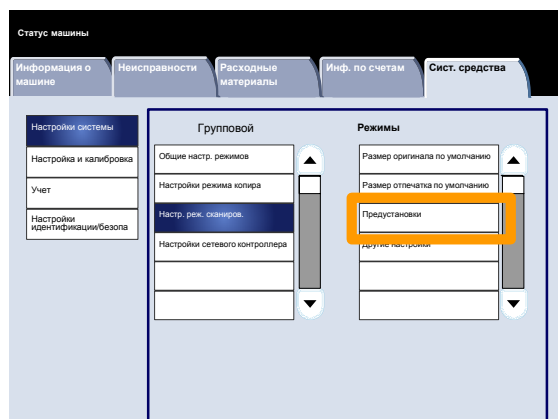 Статус машины
Информация о
машине
Неисправности
Расходные
материалы
Инф. по счетам
Сист. средства
Настройки системы
Настройка и калибровка
Учет
Настройки
идентификации/безопа
Групповой
Общие настр. режимов
Настройки режима копира
Настр. реж. сканиров.
Настройки сетевого контроллера
Режимы
Размер оригинала по умолчанию
Размер отпечатка по умолчанию
Предустановки
Другие настройки